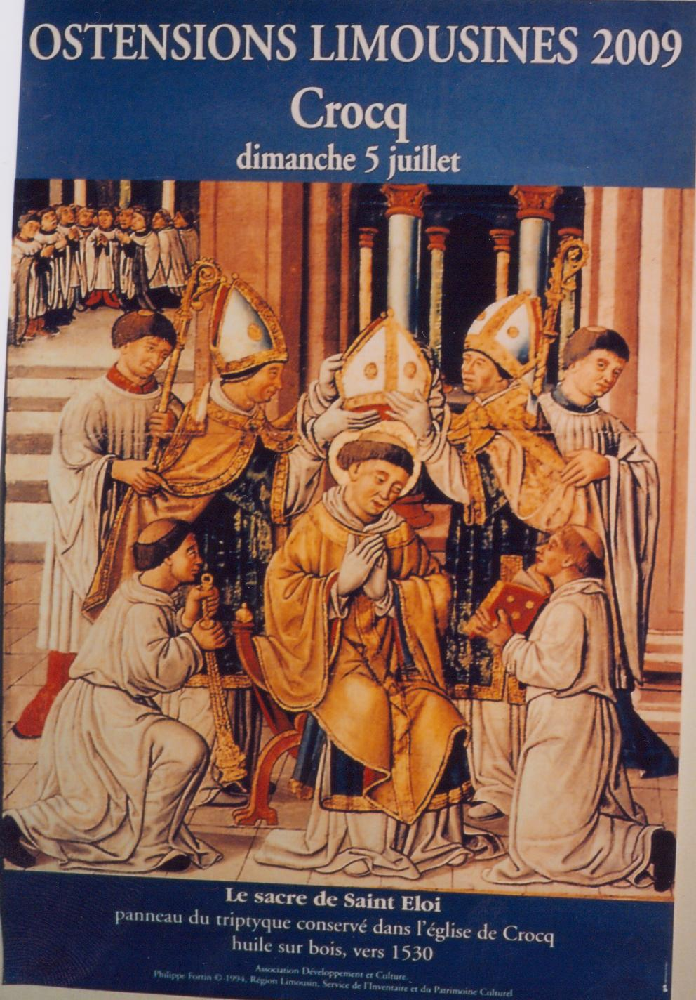 OSTENSIONS LIMOUSINES 2009
Crocq
dimanche 5 juillet
Le sacre de Saint Eloi
panneau du triptyque conservé dans l'église de Crocq
huile sur bois, vers 1530
Association Développement et Culture
Philippe Fortin © 1994, Région Limousin, Service de l'Inventaire et du Patrimoine Culturel